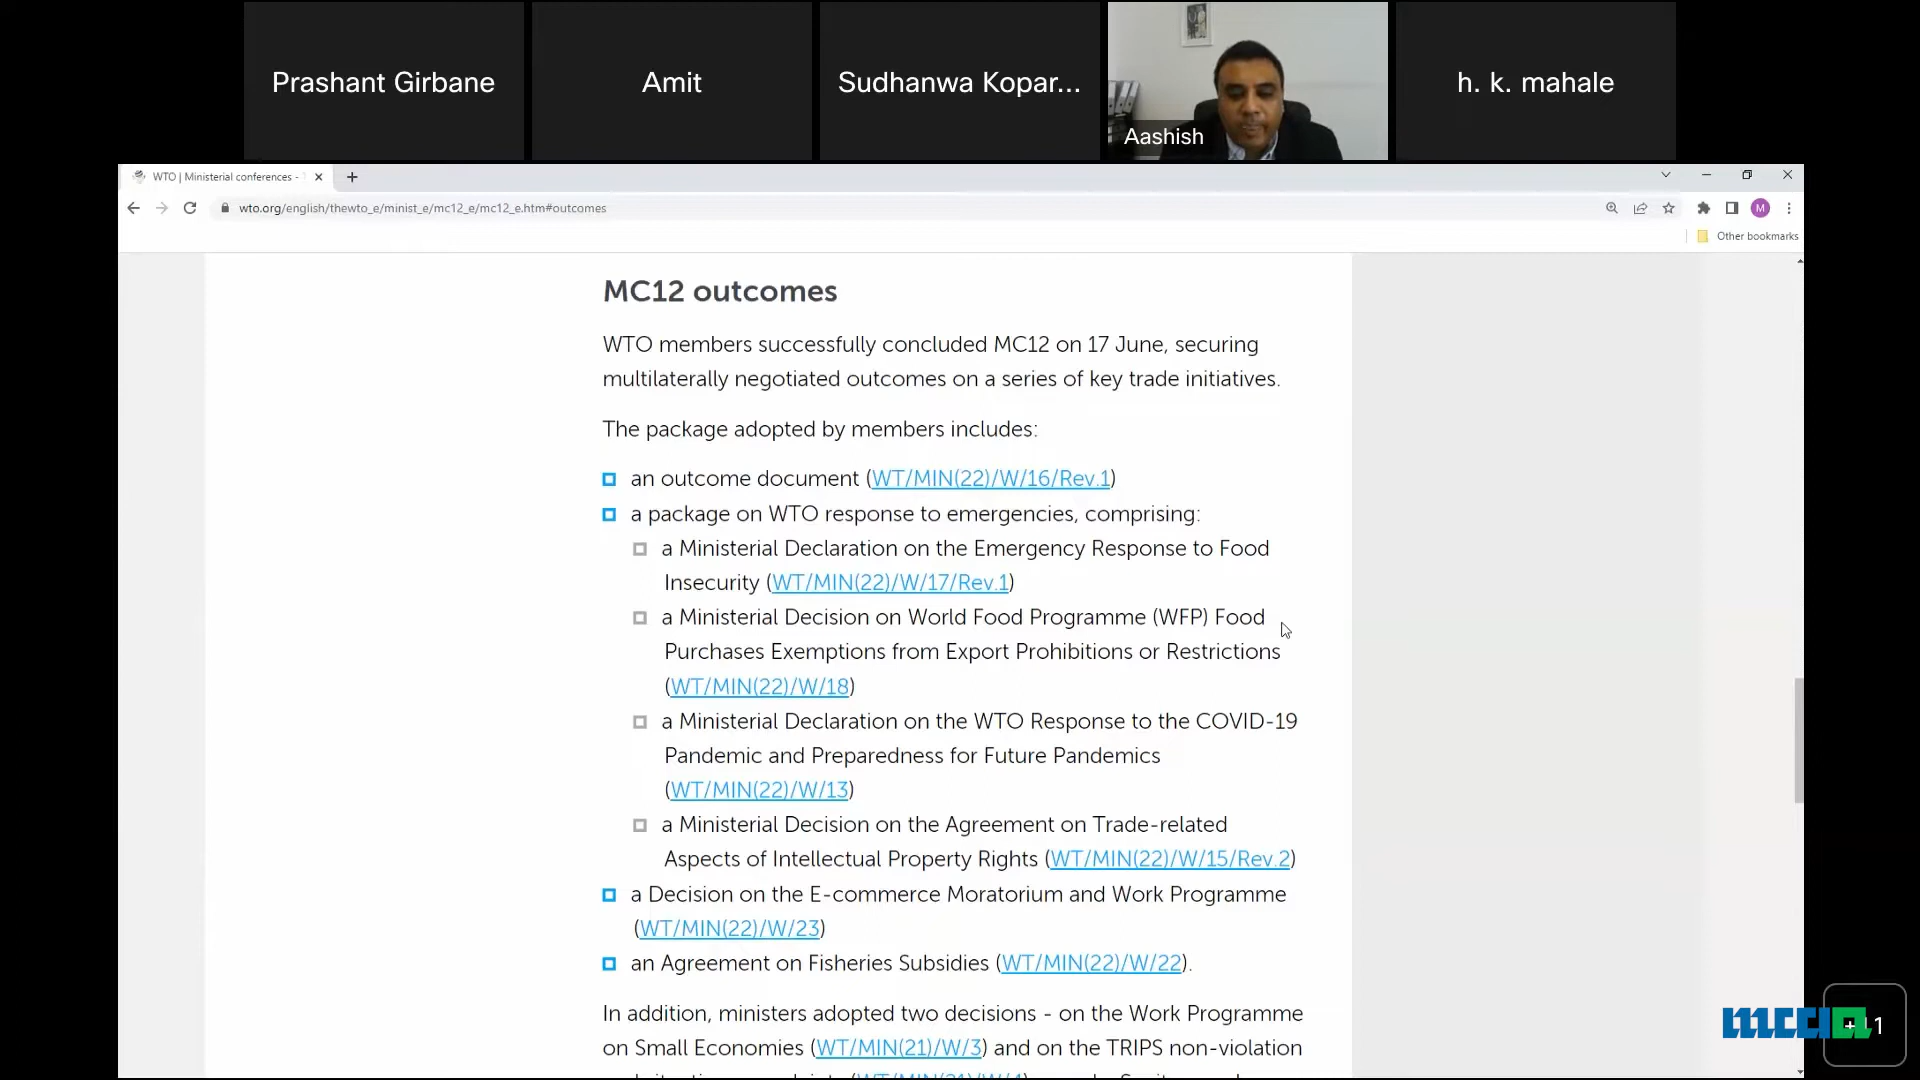 Prashant Girbane
Amit
Sudhanwa Kopar...
Aashish
h. k. mahale
WTO | Ministerial conferences -
wto.org/english/thewto_e/minist_e/mc12_e/mc12_e.htm#outcomes
M
Other bookmarks
MC12 outcomes
WTO members successfully concluded MC12 on 17 June, securing
multilaterally negotiated outcomes on a series of key trade initiatives.
The package adopted by members includes:
an outcome document (WT/MIN(22)/W/16/Rev.1)
a package on WTO response to emergencies, comprising:
a Ministerial Declaration on the Emergency Response to Food
Insecurity (WT/MIN(22)/W/17/Rev.1)
a Ministerial Decision on World Food Programme (WFP) Food
Purchases Exemptions from Export Prohibitions or Restrictions
(WT/MIN(22)/W/18)
a Ministerial Declaration on the WTO Response to the COVID-19
Pandemic and Preparedness for Future Pandemics
(WT/MIN(22)/W/13)
a Ministerial Decision on the Agreement on Trade-related
Aspects of Intellectual Property Rights (WT/MIN(22)/W/15/Rev.2)
a Decision on the E-commerce Moratorium and Work Programme
(WT/MIN(22)/W/23)
an Agreement on Fisheries Subsidies (WT/MIN(22)/W/22).
In addition, ministers adopted two decisions - on the Work Programme
on Small Economies (WT/MIN(21)/W/3) and on the TRIPS non-violation
mccia
+11